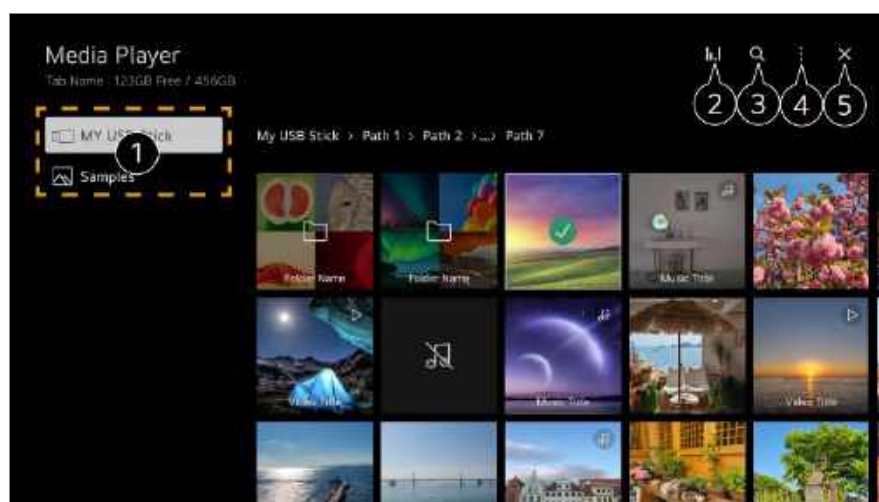 Media Player
Tab Name : 123GB Free / 456GB
2 3 4 5
MY USB Stick
1
My USB Stick > Path 1 > Path 2 >...> Path 7
Samples
Folder Name
Folder Name
Music Title
Video Title
Music Title
Video Title